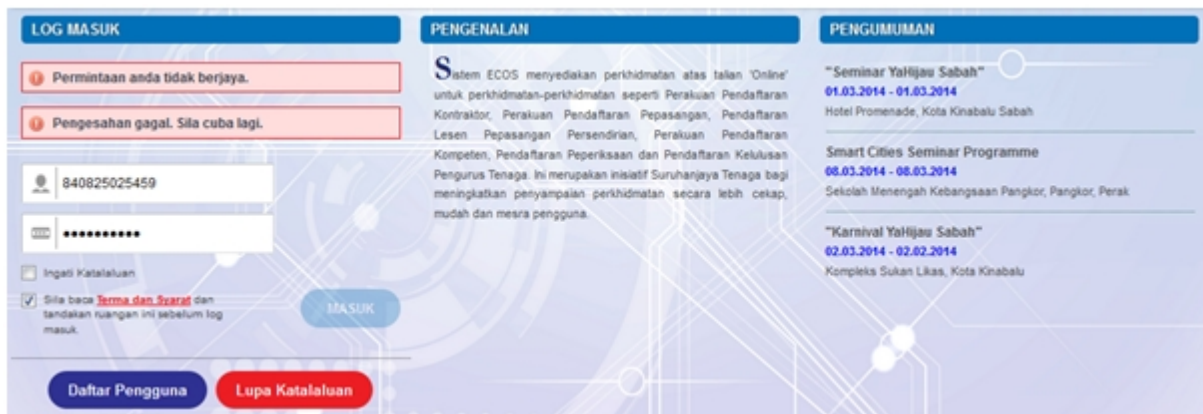 LOG MASUK
Permintaan anda tidak berjaya.
Pengesahan gagal. Sila cuba lagi.
840825025459
••••••••••
Ingati Katalaluan
Sila baca Terma dan Syarat dan
tandakan ruangan ini sebelum log
masuk.
MASUK
Daftar Pengguna
Lupa Katalaluan
PENGENALAN
Sistem ECOS menyediakan perkhidmatan atas talian 'Online'
untuk perkhidmatan-perkhidmatan seperti Perakuan Pendaftaran
Kontraktor, Perakuan Pendaftaran Pepasangan, Pendaftaran
Lesen Pepasangan Persendirian, Perakuan Pendaftaran
Kompeten, Pendaftaran Peperiksaan dan Pendaftaran Kelulusan
Pengurus Tenaga. Ini merupakan inisiatif Suruhanjaya Tenaga bagi
meningkatkan penyampaian perkhidmatan secara lebih cekap,
mudah dan mesra pengguna.
PENGUMUMAN
"Seminar YaHijau Sabah"
01.03.2014 - 01.03.2014
Hotel Promenade, Kota Kinabalu Sabah
Smart Cities Seminar Programme
08.03.2014 - 08.03.2014
Sekolah Menengah Kebangsaan Pangkor, Pangkor, Perak
"Karnival YaHijau Sabah"
02.03.2014 - 02.02.2014
Kompleks Sukan Likas, Kota Kinabalu